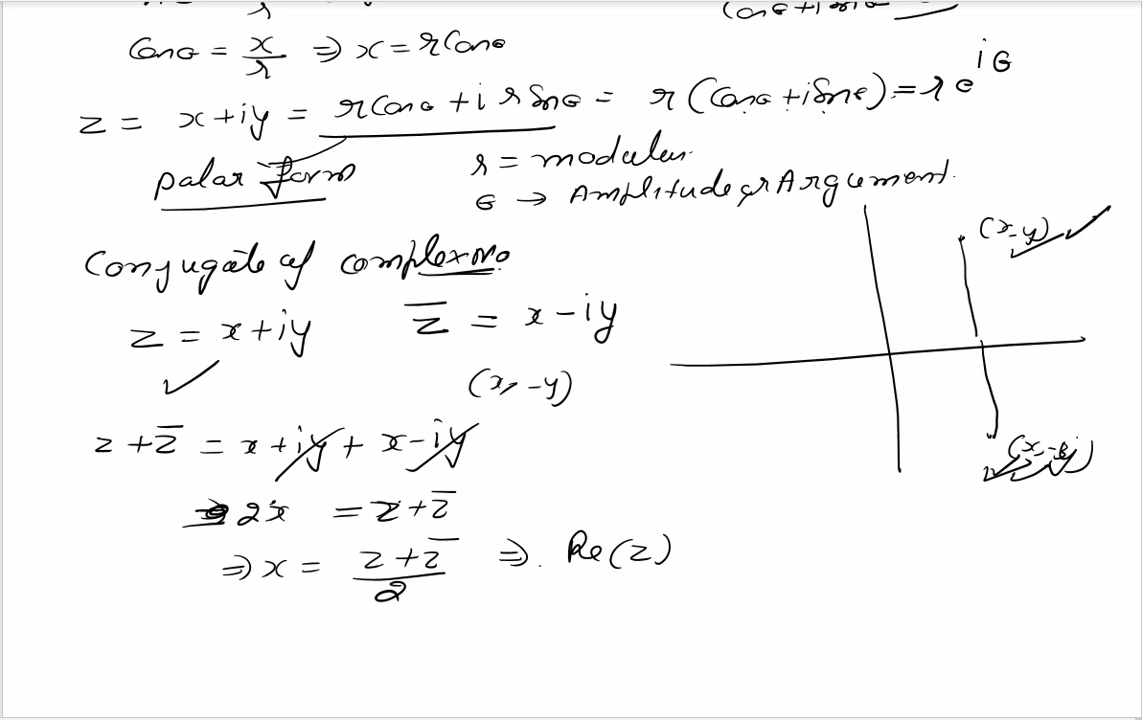 Cosθ = x/r ⇒ x = rCosθ
z = x+iy = rCosθ + i r Sinθ = r(Cosθ + iSinθ) = r e^{iθ}
polar form
r = modulus
θ → Amplitude or Argument.
Conjugate of complex No.
z = x+iy z̄ = x-iy
(x, -y)
(x, y)
(x, -y)
z + z̄ = x + iy + x - iy
⇒ 2x = z + z̄
⇒ x = (z + z̄)/2 ⇒ Re(z)